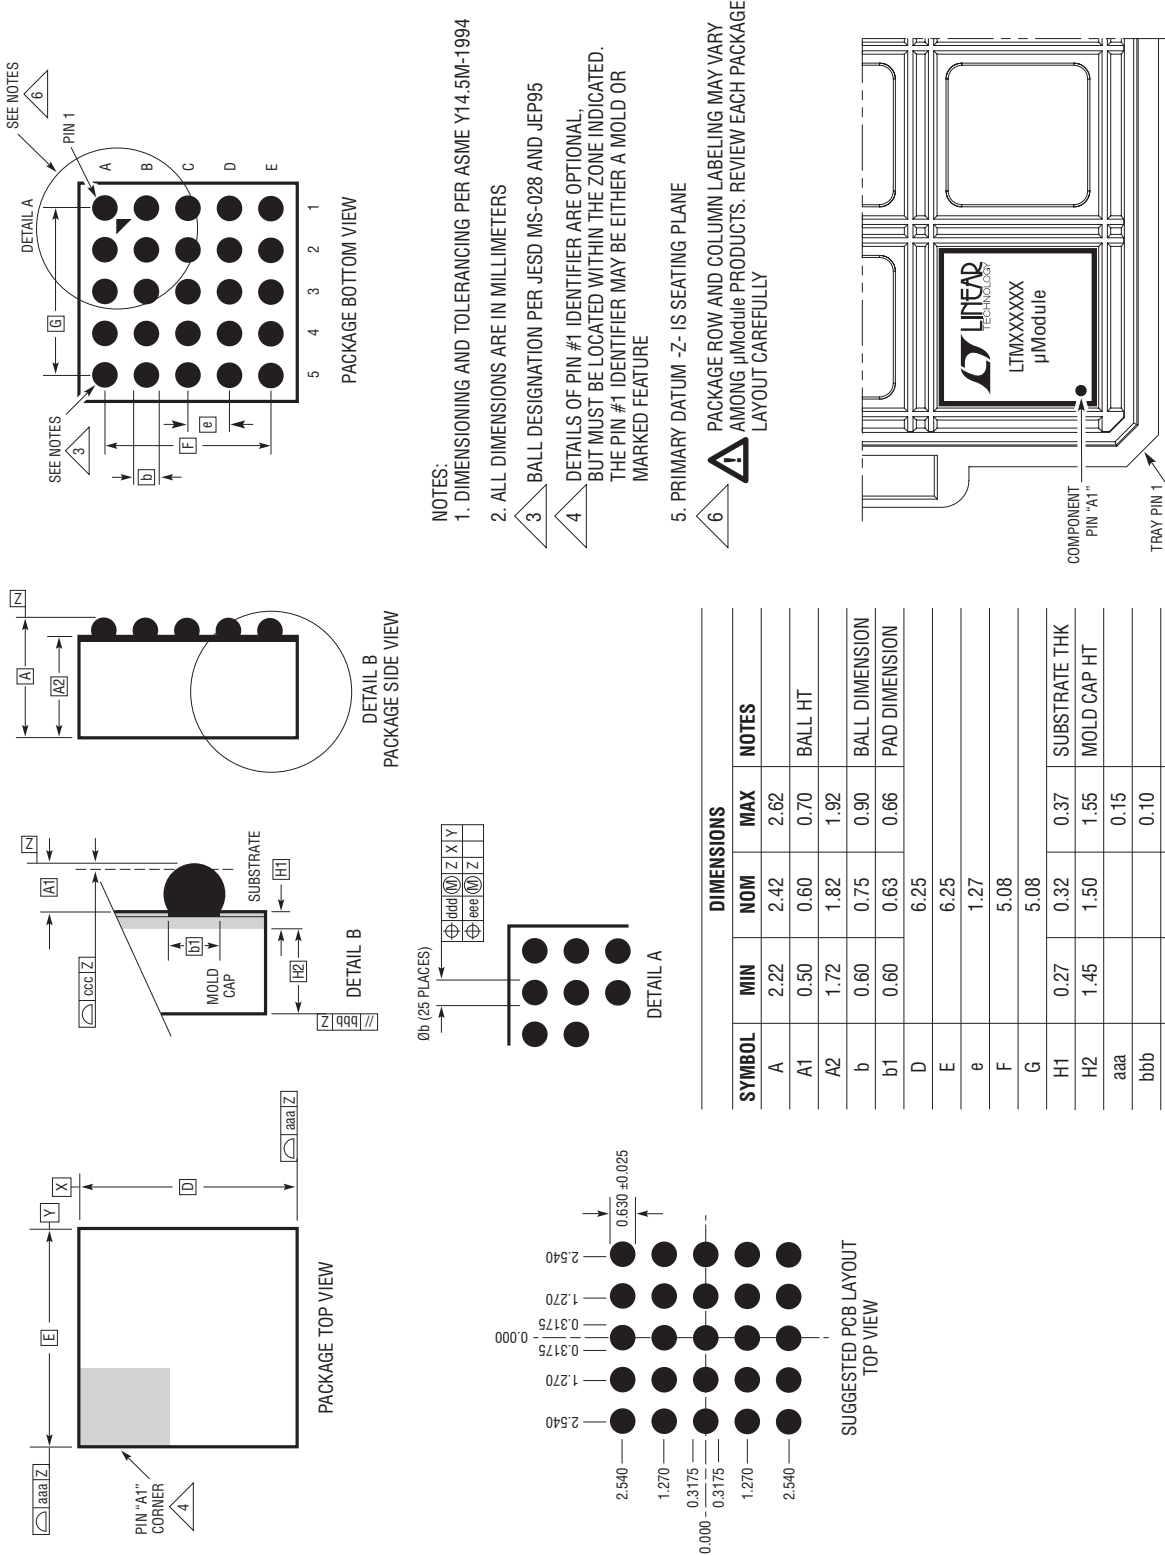 aaa Z
E
Y
X
D
aaa Z
PIN “A1”
CORNER
4
PACKAGE TOP VIEW
ccc Z
A1
Z
b1
MOLD
CAP
SUBSTRATE
H1
H2
// bbb Z
DETAIL B
A
A2
Z
DETAIL B
PACKAGE SIDE VIEW
SEE NOTES
3
DETAIL A
SEE NOTES
6
G
PIN 1
b
F
e
A
B
C
D
E
5 4 3 2 1
PACKAGE BOTTOM VIEW
Øb (25 PLACES)
ddd M Z X Y
eee M Z
DETAIL A
2.540
1.270
0.3175
0.000
0.3175
1.270
2.540
0.630 ±0.025
2.540
1.270
0.3175
0.000
0.3175
1.270
2.540
SUGGESTED PCB LAYOUT
TOP VIEW
DIMENSIONS
SYMBOL MIN NOM MAX NOTES
A 2.22 2.42 2.62
A1 0.50 0.60 0.70 BALL HT
A2 1.72 1.82 1.92
b 0.60 0.75 0.90 BALL DIMENSION
b1 0.60 0.63 0.66 PAD DIMENSION
D 6.25
E 6.25
e 1.27
F 5.08
G 5.08
H1 0.27 0.32 0.37 SUBSTRATE THK
H2 1.45 1.50 1.55 MOLD CAP HT
aaa 0.15
bbb 0.10
NOTES:
1. DIMENSIONING AND TOLERANCING PER ASME Y14.5M-1994
2. ALL DIMENSIONS ARE IN MILLIMETERS
3 BALL DESIGNATION PER JESD MS-028 AND JEP95
4 DETAILS OF PIN #1 IDENTIFIER ARE OPTIONAL,
BUT MUST BE LOCATED WITHIN THE ZONE INDICATED.
THE PIN #1 IDENTIFIER MAY BE EITHER A MOLD OR
MARKED FEATURE
5. PRIMARY DATUM -Z- IS SEATING PLANE
6 ! PACKAGE ROW AND COLUMN LABELING MAY VARY
AMONG µModule PRODUCTS. REVIEW EACH PACKAGE
LAYOUT CAREFULLY
COMPONENT
PIN “A1”
TRAY PIN 1
LT LINEAR
TECHNOLOGY
LTMXXXXXX
µModule